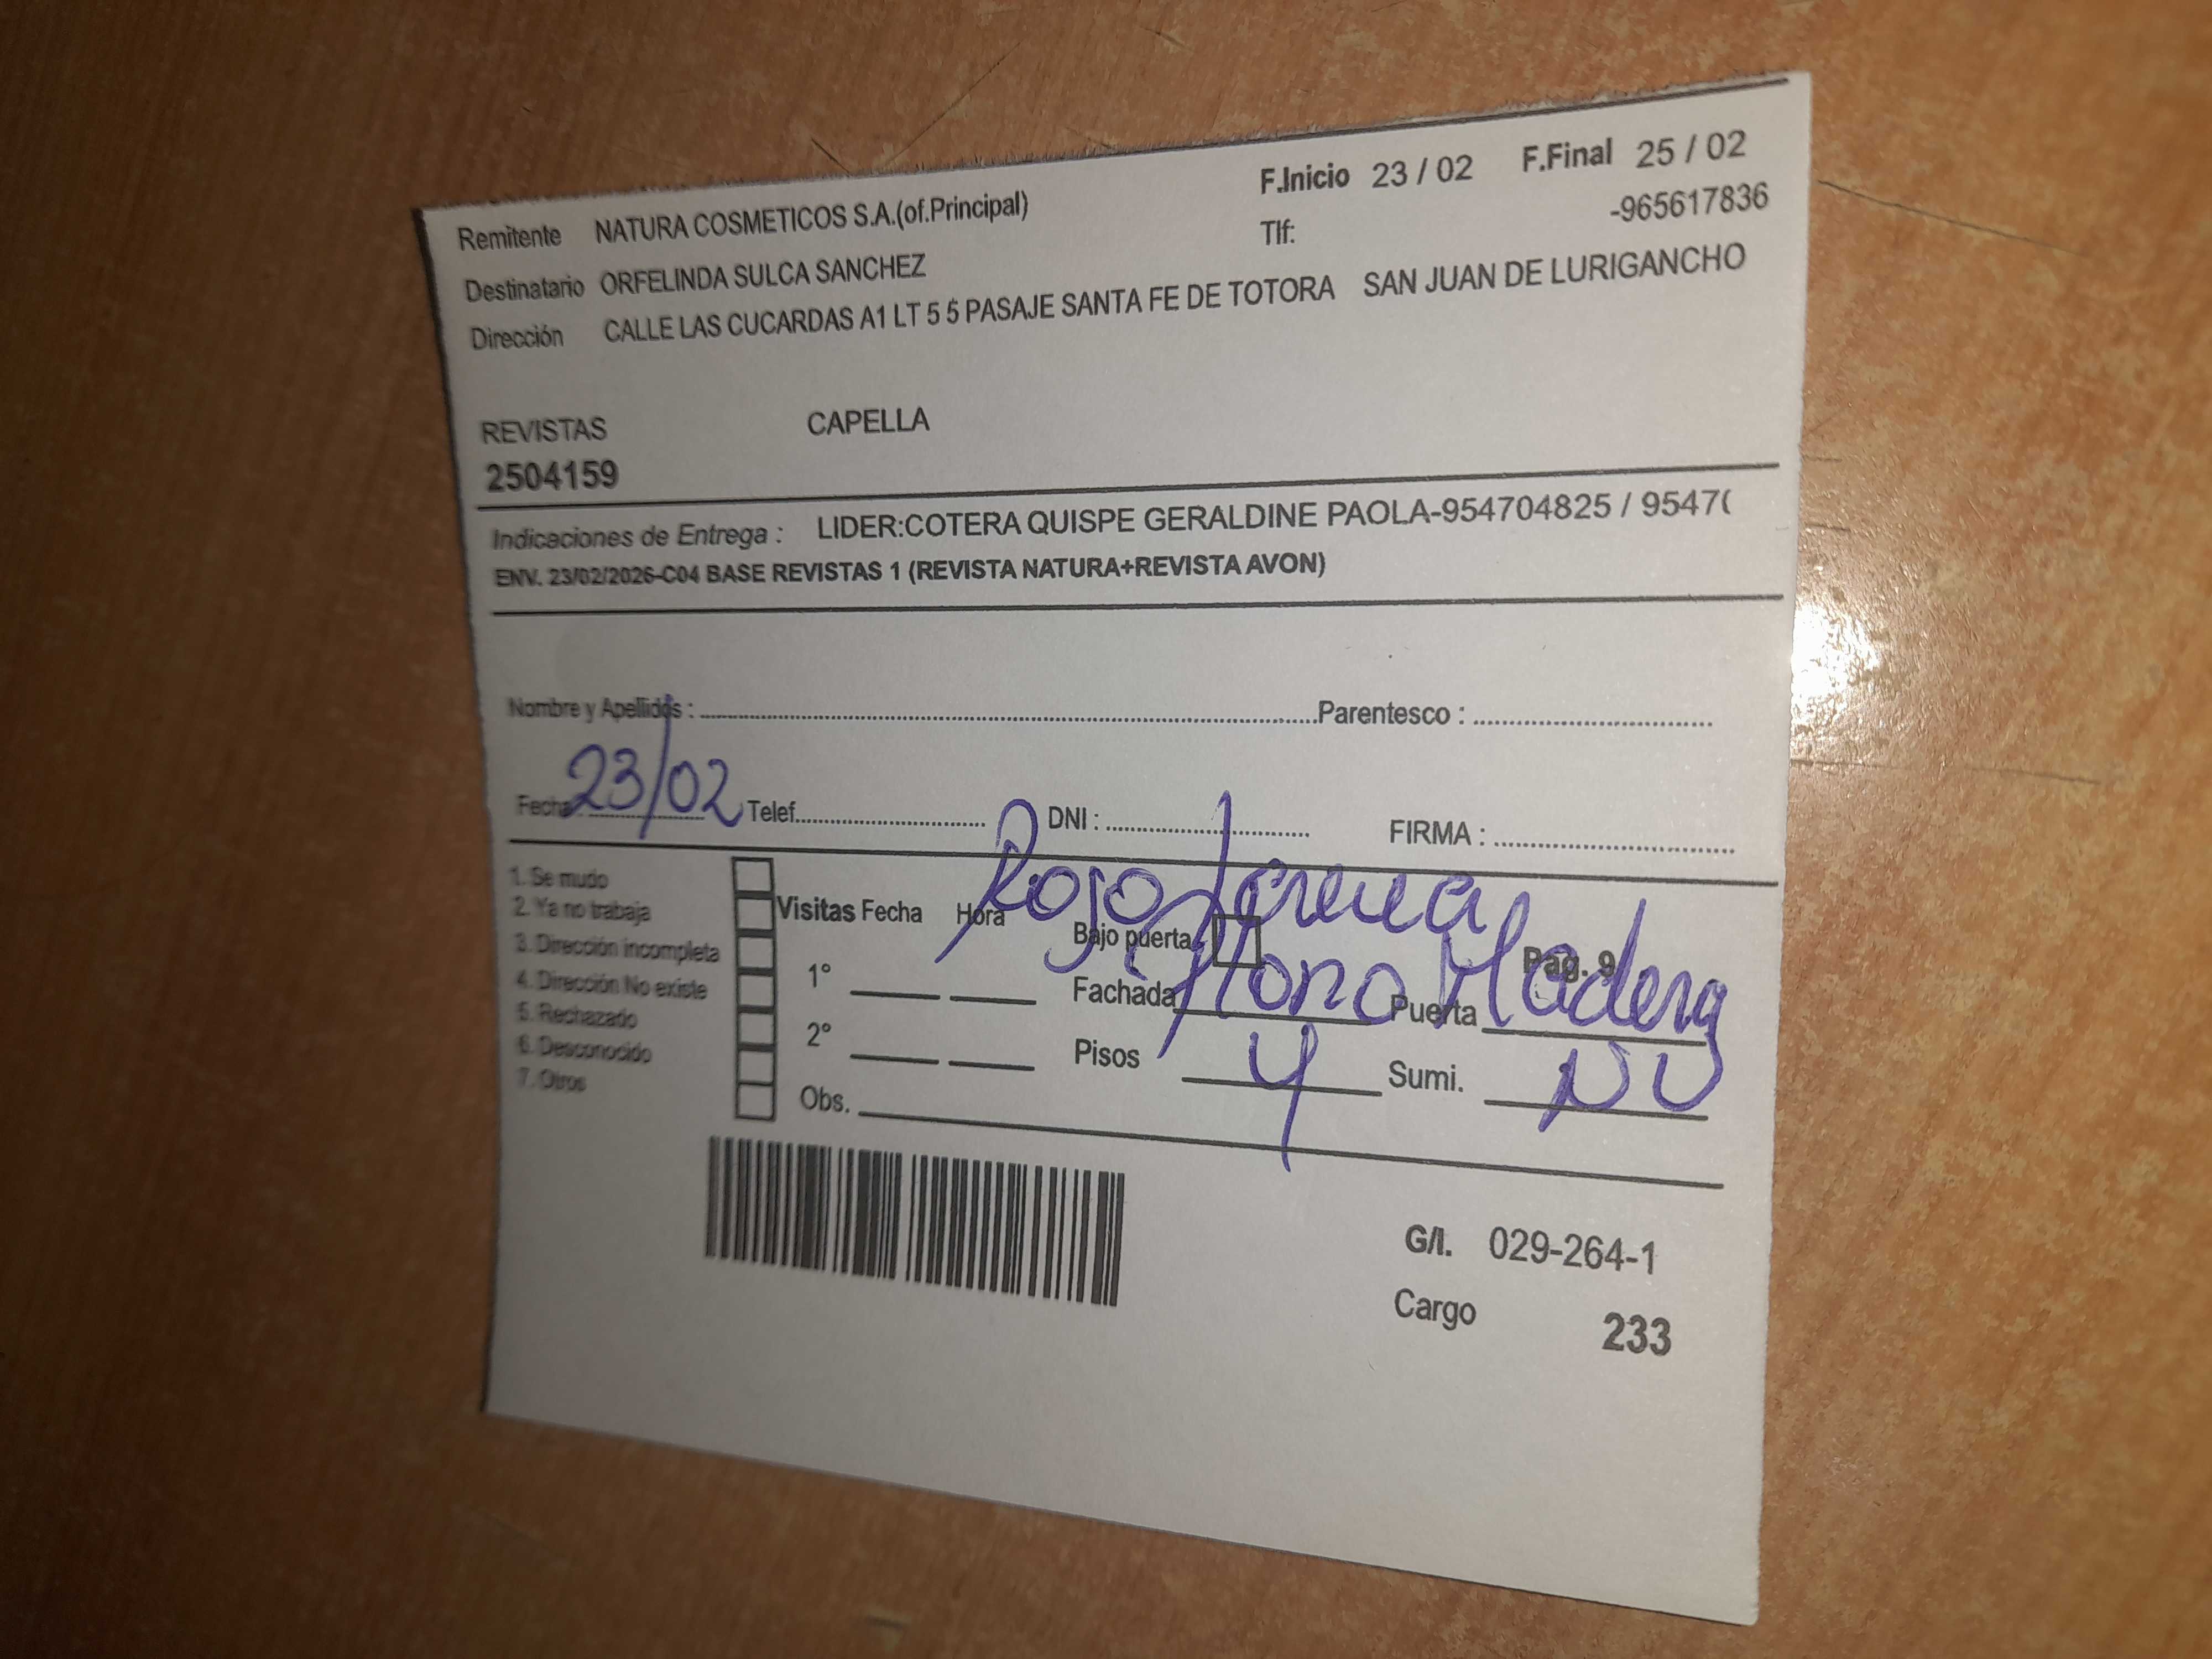 F.Inicio 23 / 02 F.Final 25 / 02
Remitente NATURA COSMETICOS S.A.(of.Principal) Tlf: -965617836
Destinatario ORFELINDA SULCA SANCHEZ
Dirección CALLE LAS CUCARDAS A1 LT 5 5 PASAJE SANTA FE DE TOTORA SAN JUAN DE LURIGANCHO
REVISTAS CAPELLA
2504159
Indicaciones de Entrega : LIDER:COTERA QUISPE GERALDINE PAOLA-954704825 / 9547(
ENV. 23/02/2026-C04 BASE REVISTAS 1 (REVISTA NATURA+REVISTA AVON)
Nombre y Apellidos : Parentesco :
Fecha : 23/02 Telef. DNI : FIRMA :
Rojo
1. Se mudo
2. Ya no trabaja
3. Dirección incompleta
4. Dirección No existe
5. Rechazado
6. Desconocido
7. Otros
Visitas Fecha Hora Bajo puerta Pag. 9
1° Fachada Puerta Madera
2° Pisos 4 Sumi. NU
Obs.
G/I. 029-264-1
Cargo 233